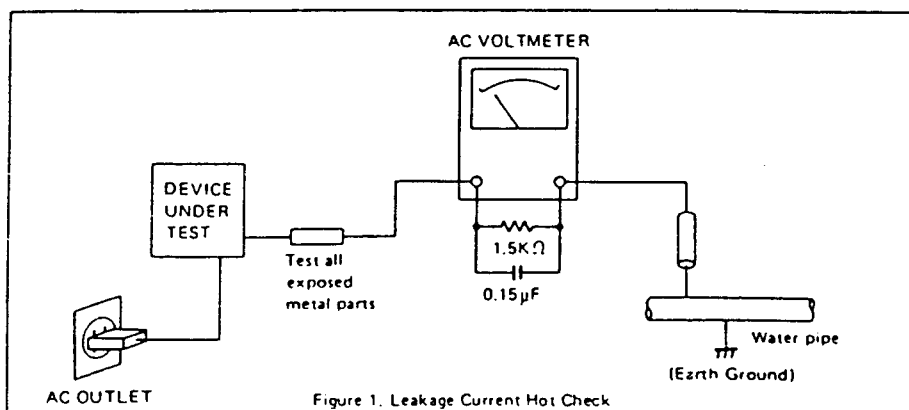 AC VOLTMETER
DEVICE
UNDER
TEST
Test all
exposed
metal parts
1.5KΩ
0.15µF
Water pipe
(Earth Ground)
AC OUTLET
Figure 1. Leakage Current Hot Check